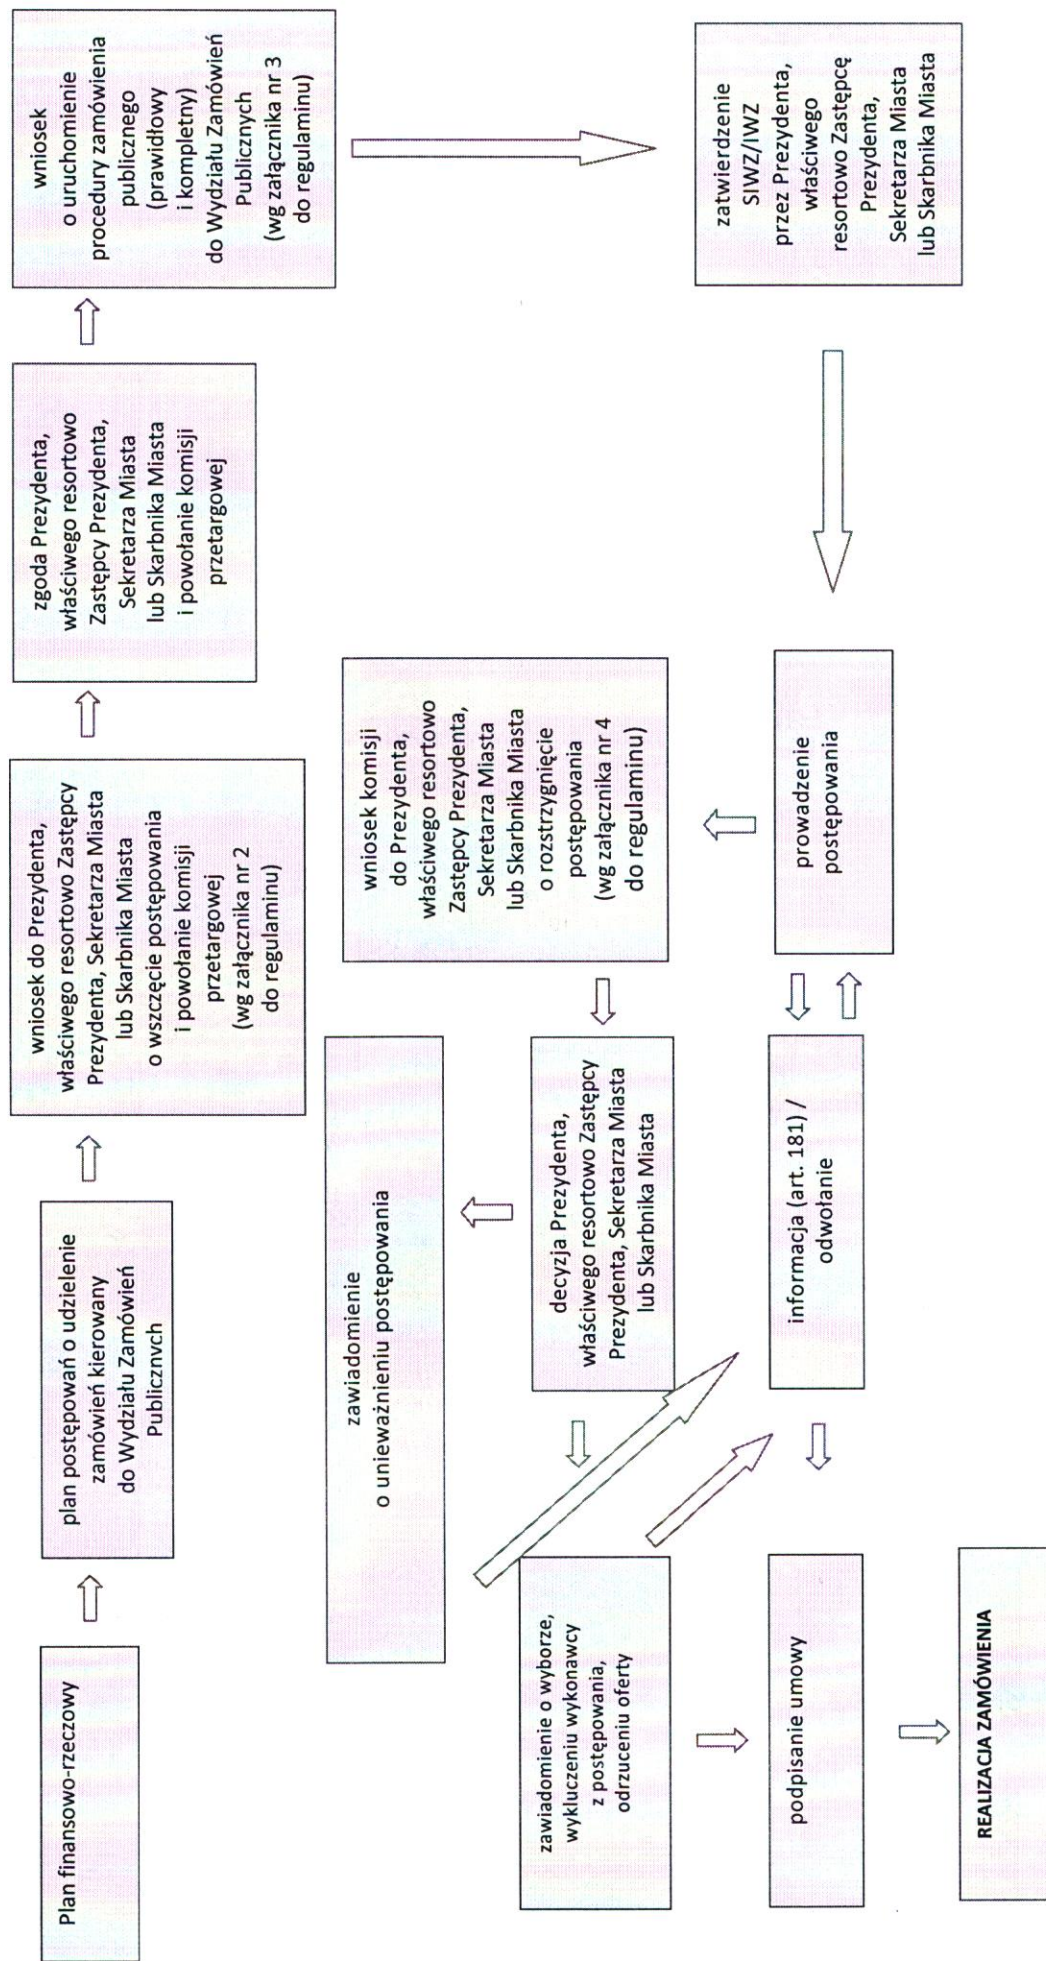 Plan finansowo-rzeczowy
plan postępowań o udzielenie
zamówień kierowany
do Wydziału Zamówień
Publicznych
wniosek do Prezydenta,
właściwego resortowo Zastępcy
Prezydenta, Sekretarza Miasta
lub Skarbnika Miasta
o wszczęcie postępowania
i powołanie komisji
przetargowej
(wg załącznika nr 2
do regulaminu)
zgoda Prezydenta,
właściwego resortowo
Zastępcy Prezydenta,
Sekretarza Miasta
lub Skarbnika Miasta
i powołanie komisji
przetargowej
wniosek
o uruchomienie
procedury zamówienia
publicznego
(prawidłowy
i kompletny)
do Wydziału Zamówień
Publicznych
(wg załącznika nr 3
do regulaminu)
zatwierdzenie
SIWZ/IWZ
przez Prezydenta,
właściwego
resortowo Zastępcę
Prezydenta,
Sekretarza Miasta
lub Skarbnika Miasta
prowadzenie
postępowania
wniosek komisji
do Prezydenta,
właściwego resortowo
Zastępcy Prezydenta,
Sekretarza Miasta
lub Skarbnika Miasta
o rozstrzygnięcie
postępowania
(wg załącznika nr 4
do regulaminu)
decyzja Prezydenta,
właściwego resortowo Zastępcy
Prezydenta, Sekretarza Miasta
lub Skarbnika Miasta
zawiadomienie
o unieważnieniu postępowania
zawiadomienie o wyborze,
wykluczeniu wykonawcy
z postępowania,
odrzuceniu oferty
informacja (art. 181) /
odwołanie
podpisanie umowy
REALIZACJA ZAMÓWIENIA